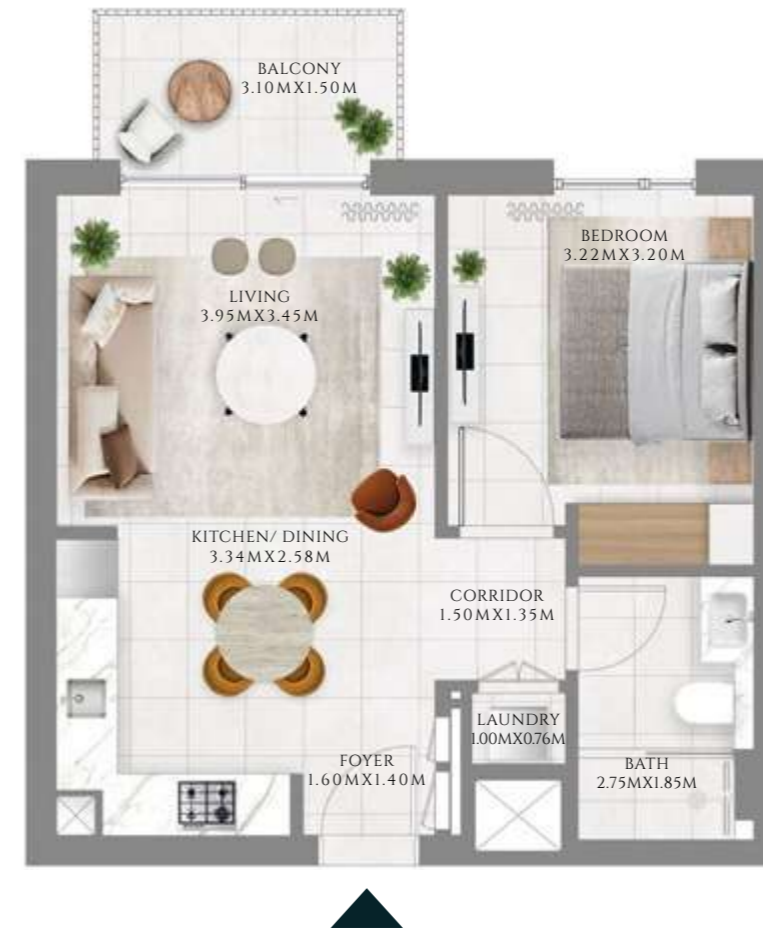 BALCONY
3.10MX1.50M
BEDROOM
3.22MX3.20M
LIVING
3.95MX3.45M
KITCHEN/ DINING
3.34MX2.58M
CORRIDOR
1.50MX1.35M
LAUNDRY
1.00MX0.76M
FOYER
1.60MX1.40M
BATH
2.75MX1.85M